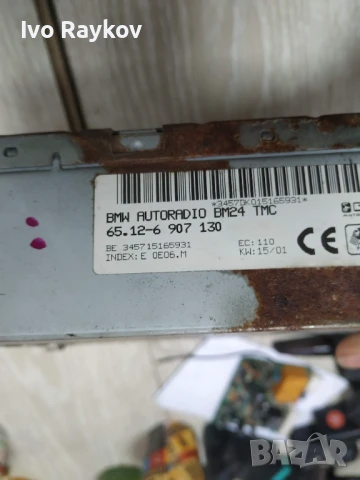 Ivo Raykov
*3457DK015165931*
BMW AUTORADIO BM24 TMC
65.12-6 907 130
BE 345715165931
EC: 110
INDEX: E 0E06.M
KW: 15/01
CE
BAZAR